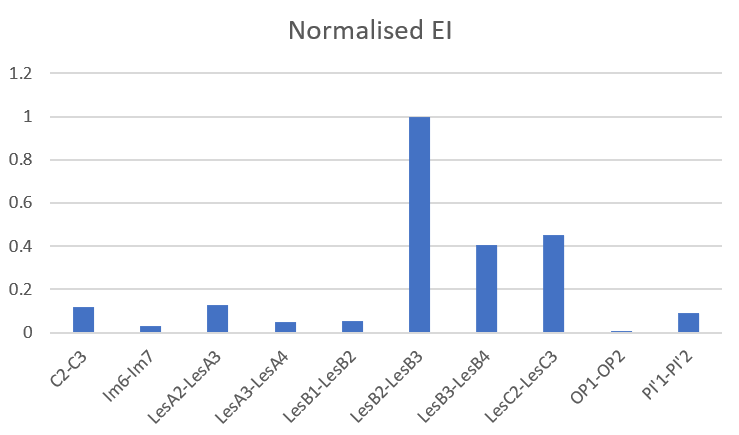 Normalised EI
1.2
1
0.8
0.6
0.4
0.2
0
C2-C3
Im6-Im7
LesA2-LesA3
LesA3-LesA4
LesB1-LesB2
LesB2-LesB3
LesB3-LesB4
LesC2-LesC3
OP1-OP2
PI'1-PI'2